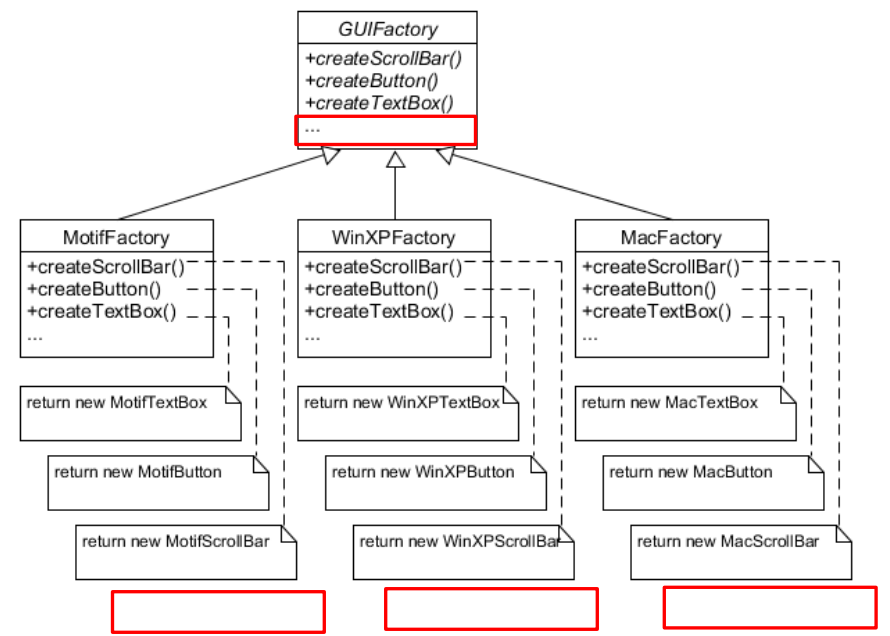 GUIFactory
+createScrollBar()
+createButton()
+createTextBox()
...
MotifFactory
+createScrollBar()
+createButton()
+createTextBox()
...
WinXPFactory
+createScrollBar()
+createButton()
+createTextBox()
...
MacFactory
+createScrollBar()
+createButton()
+createTextBox()
...
return new MotifTextBox
return new WinXPTextBox
return new MacTextBox
return new MotifButton
return new WinXPButton
return new MacButton
return new MotifScrollBar
return new WinXPScrollBar
return new MacScrollBar